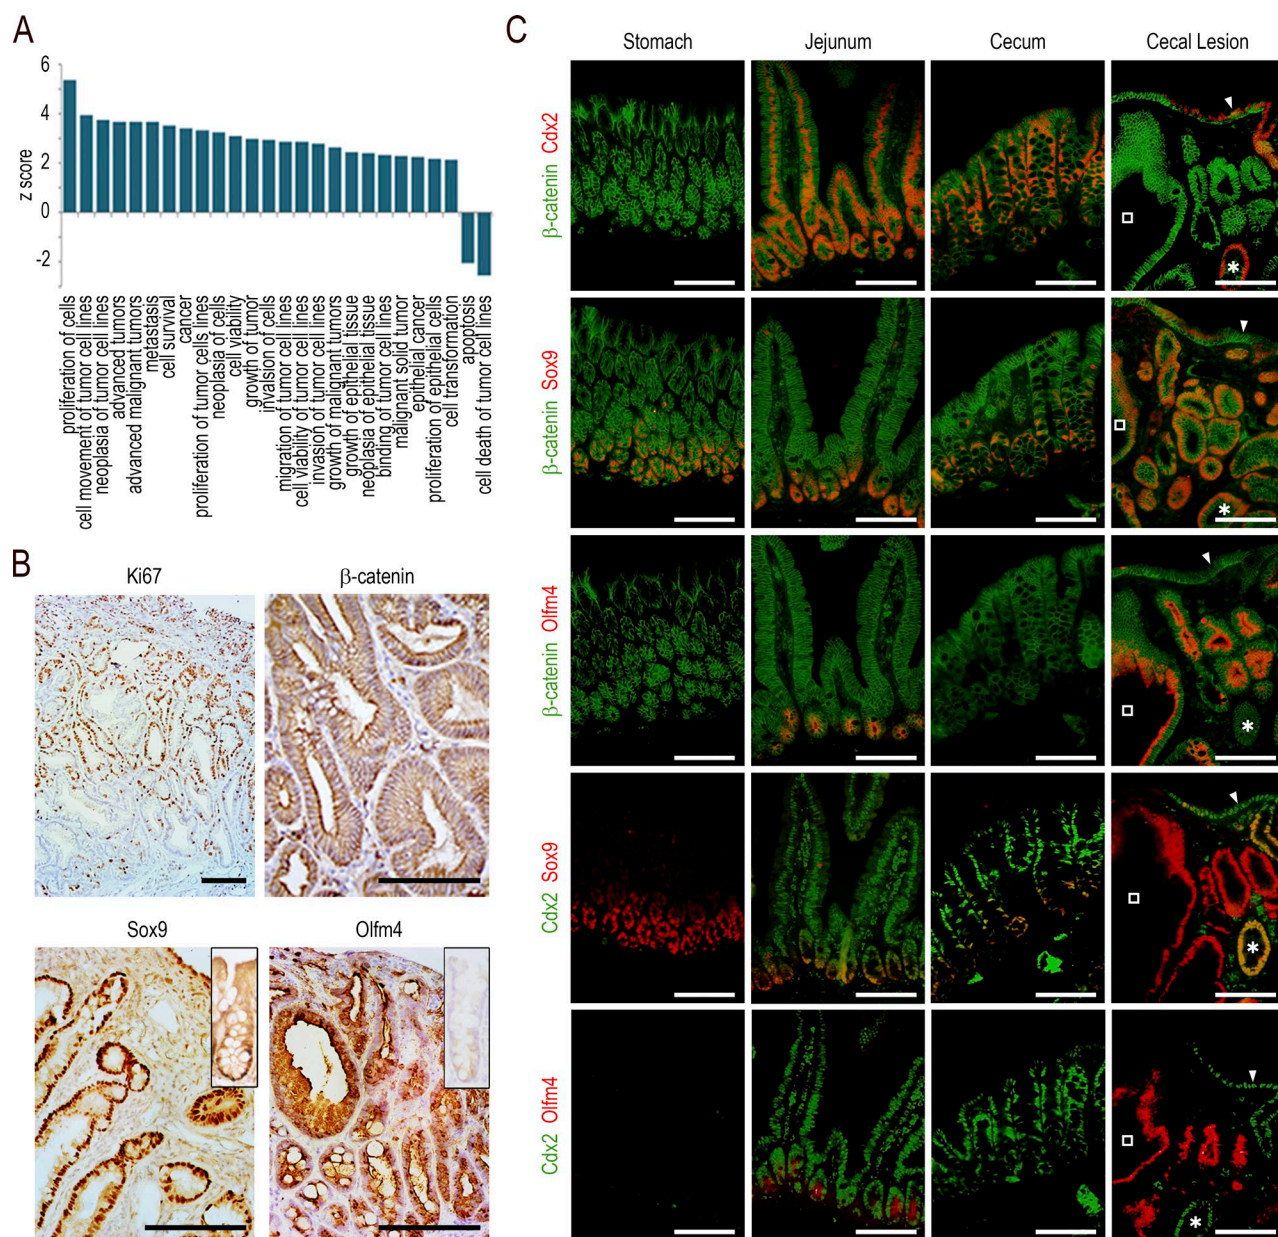 A
6
4
2
0
-2
z score
proliferation of cells
cell movement of tumor cell lines
neoplasia of tumor cell lines
advanced tumors
advanced malignant tumors
metastasis
cell survival
cancer
proliferation of tumor cells lines
neoplasia of cells
cell viability
growth of tumor
invasion of cells
migration of tumor cell lines
cell viability of tumor cell lines
invasion of tumor cell lines
growth of malignant tumors
growth of epithelial tissue
neoplasia of epithelial tissue
binding of tumor cell lines
malignant solid tumor
epithelial cancer
proliferation of epithelial cells
cell transformation
apoptosis
cell death of tumor cell lines
B
Ki67
β-catenin
Sox9
Olfm4
C
Stomach
Jejunum
Cecum
Cecal Lesion
β-catenin Cdx2
β-catenin Sox9
β-catenin Olfm4
Cdx2 Sox9
Cdx2 Olfm4